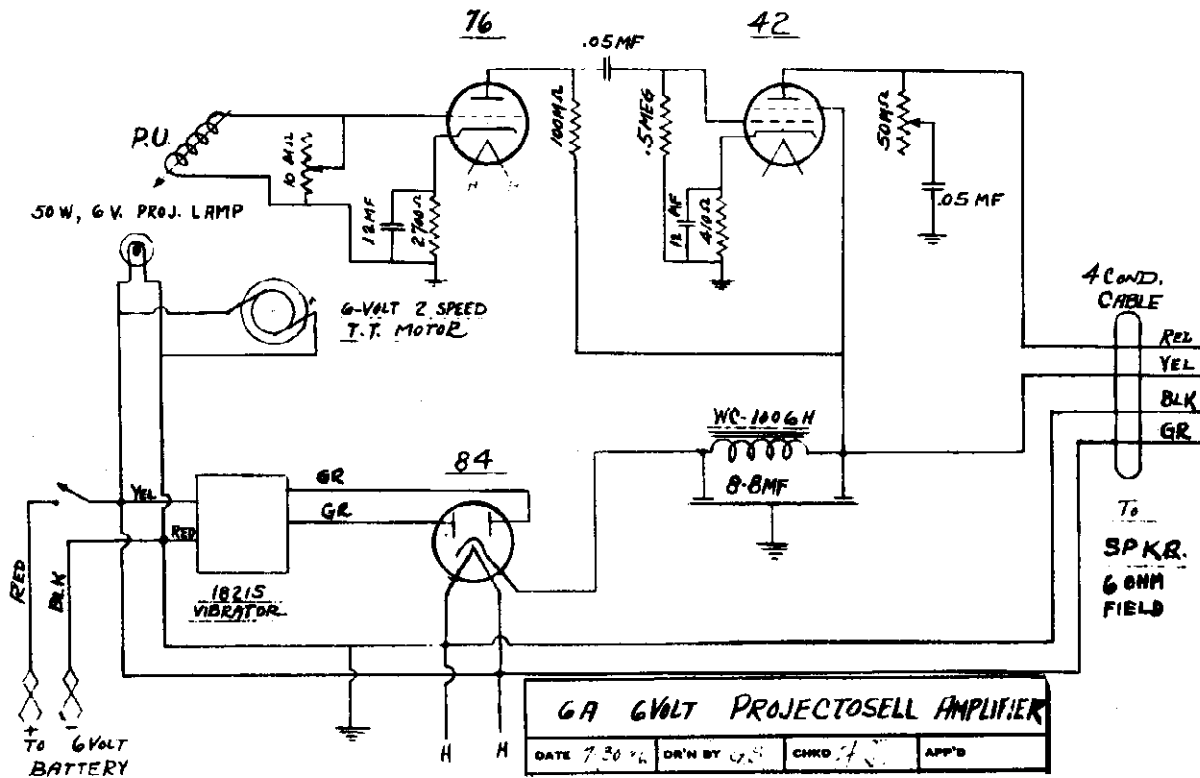 76
42
.05MF
P.U.
10MΩ
12MF
2700Ω
100MΩ
.5MEG
12 MF
410Ω
50MΩ
.05 MF
H
50W, 6V. PROJ. LAMP
6-VOLT 2 SPEED
T.T. MOTOR
4 COND.
CABLE
RED
YEL
BLK
GR
WC-1006H
8-8MF
84
GR
GR
YEL
RED
1821S
VIBRATOR
RED
BLK
TO
SPKR.
6 OHM
FIELD
+ -
TO 6VOLT
BATTERY
H H
6A 6VOLT PROJECTOSELL AMPLIFIER
DATE DR'N BY CHKD APP'D